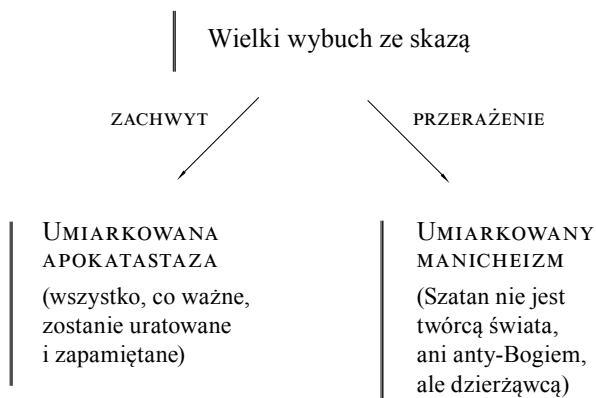 Wielki wybuch ze skazą
ZACHWYT
PRZERAŻENIE
UMIARKOWANA
APOKATASTAZA
(wszystko, co ważne,
zostanie uratowane
i zapamiętane)
UMIARKOWANY
MANICHEIZM
(Szatan nie jest
twórcą świata,
ani anty-Bogiem,
ale dzierżąwcą)